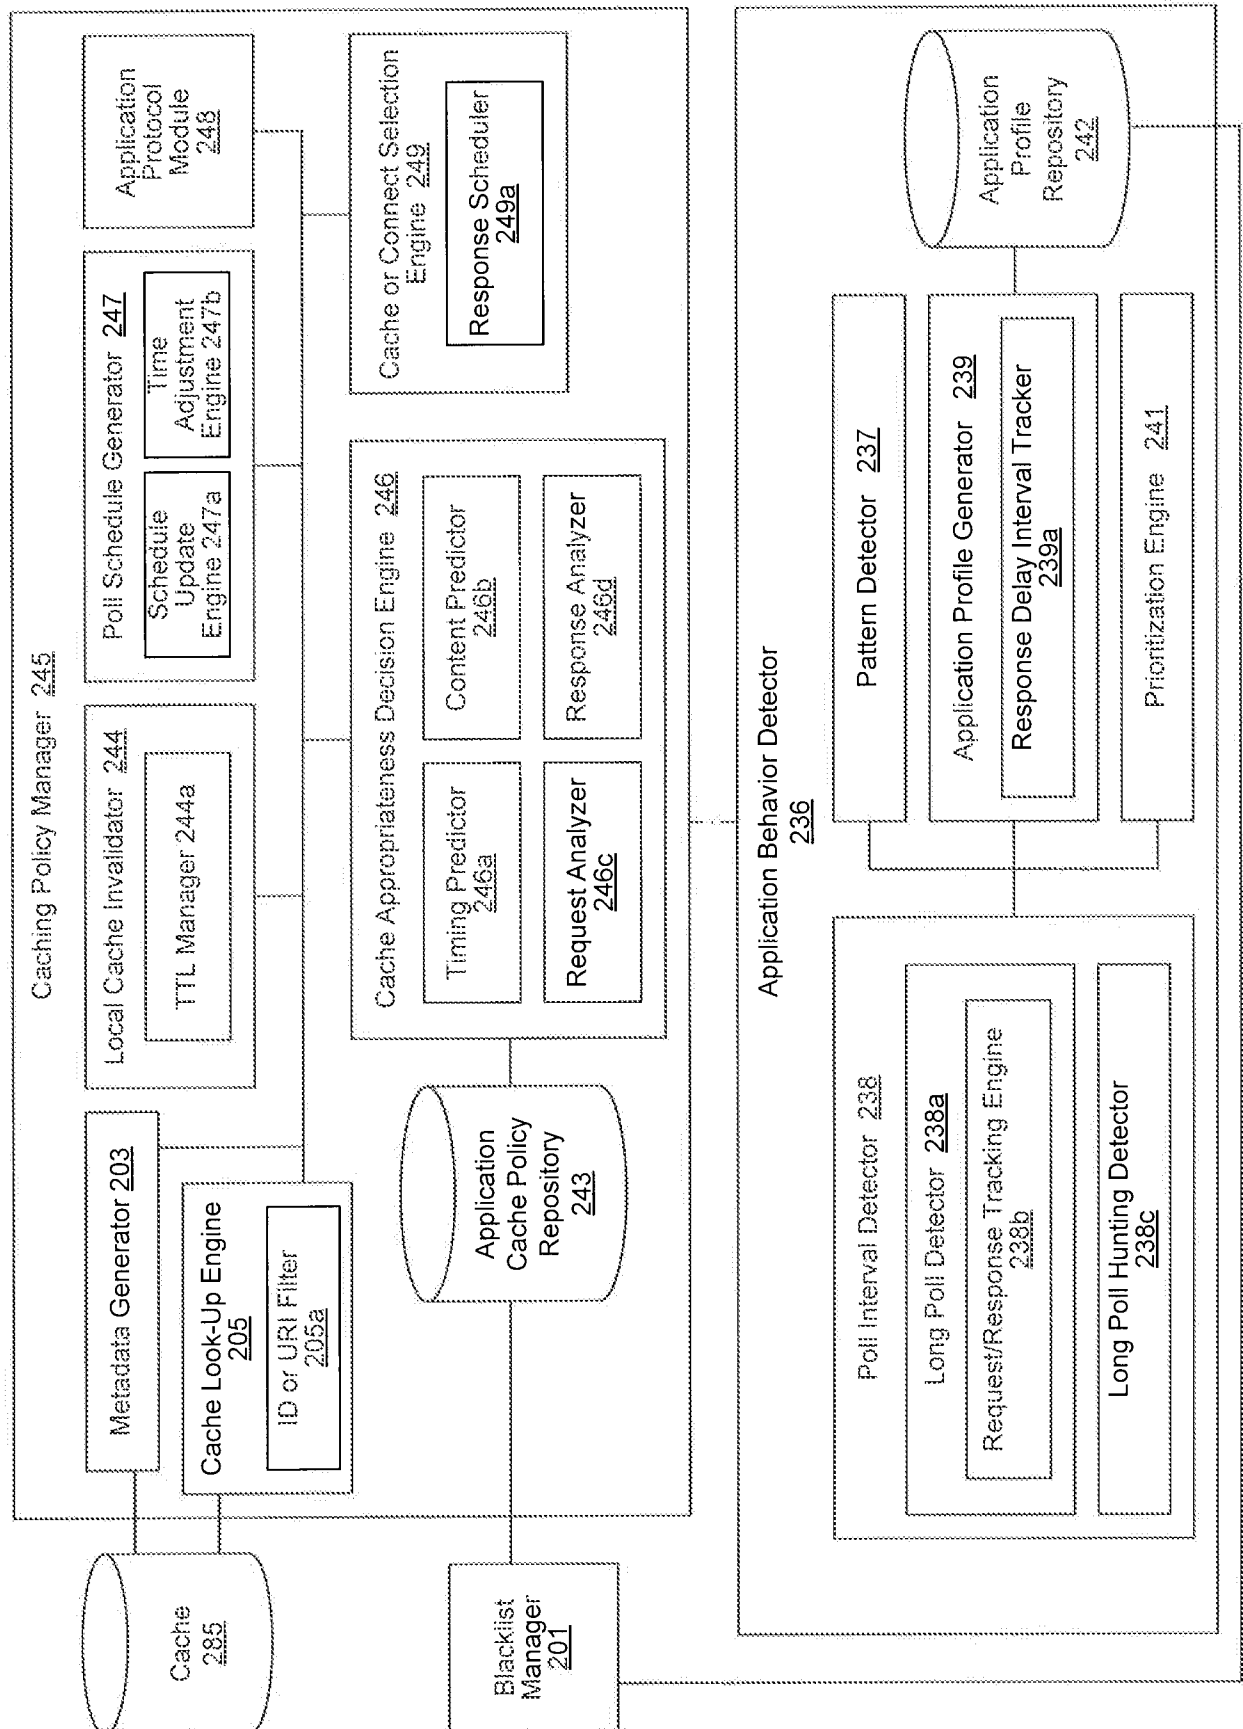 Caching Policy Manager 245
Cache
285
Metadata Generator 203
Cache Look-Up Engine
205
ID or URI Filter
205a
Local Cache Invalidator 244
TTL Manager 244a
Poll Schedule Generator 247
Schedule
Update
Engine 247a
Time
Adjustment
Engine 247b
Application
Protocol
Module
248
Blacklist
Manager
201
Application
Cache Policy
Repository
243
Cache Appropriateness Decision Engine 246
Timing Predictor
246a
Content Predictor
246b
Request Analyzer
246c
Response Analyzer
246d
Cache or Connect Selection
Engine 249
Response Scheduler
249a
Application Behavior Detector
236
Poll Interval Detector 238
Long Poll Detector 238a
Request/Response Tracking Engine
238b
Long Poll Hunting Detector
238c
Pattern Detector 237
Application Profile Generator 239
Response Delay Interval Tracker
239a
Prioritization Engine 241
Application
Profile
Repository
242